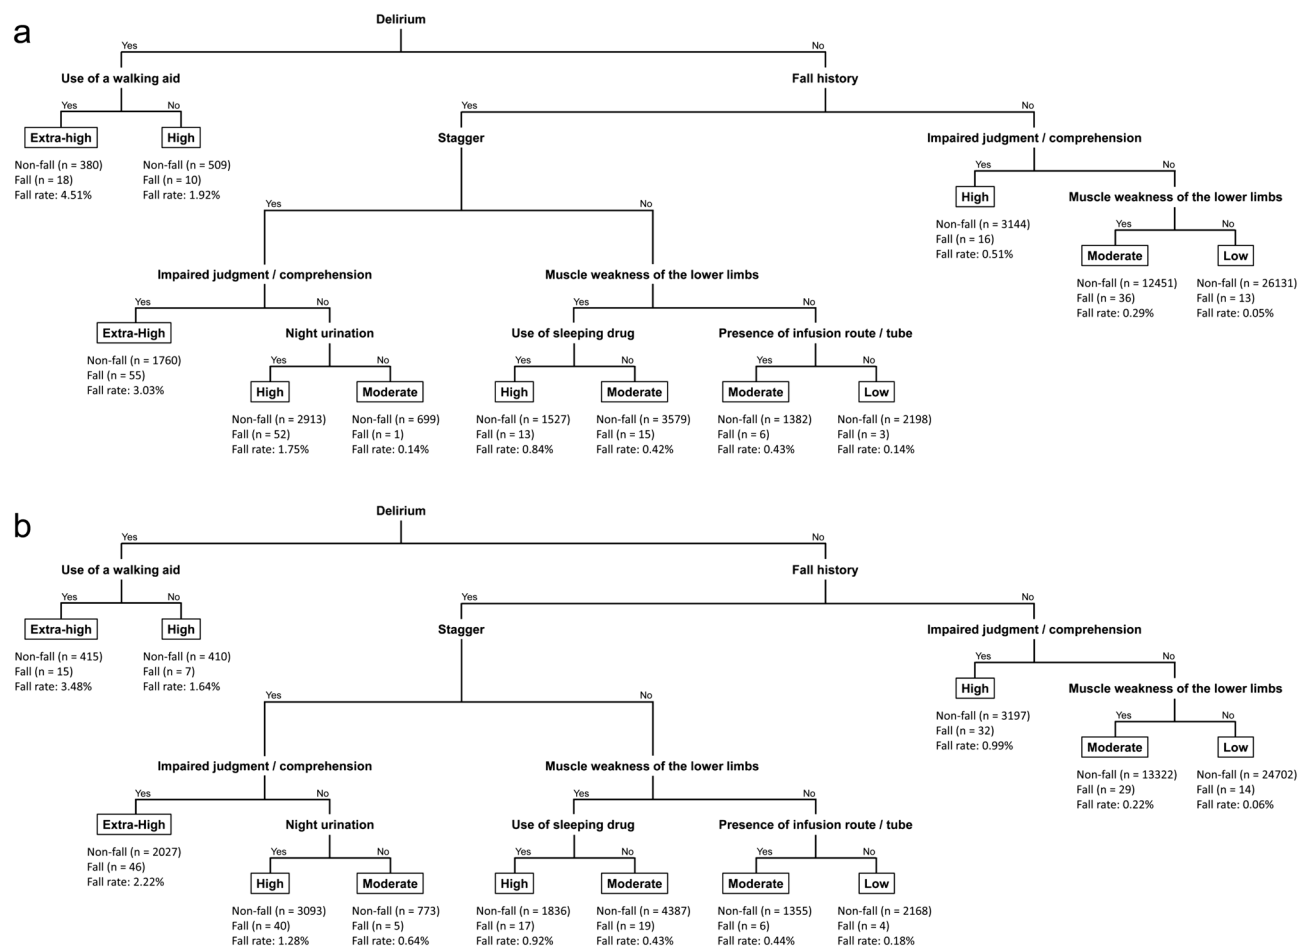 a
Delirium
Yes
No
Use of a walking aid
Fall history
Yes
No
Yes
No
Extra-high
High
Stagger
Impaired judgment / comprehension
Non-fall (n = 380)
Fall (n = 18)
Fall rate: 4.51%
Non-fall (n = 509)
Fall (n = 10)
Fall rate: 1.92%
Yes
No
High
Muscle weakness of the lower limbs
Non-fall (n = 3144)
Fall (n = 16)
Fall rate: 0.51%
Yes
No
Yes
No
Moderate
Low
Non-fall (n = 12451)
Fall (n = 36)
Fall rate: 0.29%
Non-fall (n = 26131)
Fall (n = 13)
Fall rate: 0.05%
Impaired judgment / comprehension
Muscle weakness of the lower limbs
Yes
No
Yes
No
Extra-High
Night urination
Use of sleeping drug
Presence of infusion route / tube
Non-fall (n = 1760)
Fall (n = 55)
Fall rate: 3.03%
Yes
No
Yes
No
Yes
No
High
Moderate
High
Moderate
Moderate
Low
Non-fall (n = 2913)
Fall (n = 52)
Fall rate: 1.75%
Non-fall (n = 699)
Fall (n = 1)
Fall rate: 0.14%
Non-fall (n = 1527)
Fall (n = 13)
Fall rate: 0.84%
Non-fall (n = 3579)
Fall (n = 15)
Fall rate: 0.42%
Non-fall (n = 1382)
Fall (n = 6)
Fall rate: 0.43%
Non-fall (n = 2198)
Fall (n = 3)
Fall rate: 0.14%
b
Delirium
Yes
No
Use of a walking aid
Fall history
Yes
No
Yes
No
Extra-high
High
Stagger
Impaired judgment / comprehension
Non-fall (n = 415)
Fall (n = 15)
Fall rate: 3.48%
Non-fall (n = 410)
Fall (n = 7)
Fall rate: 1.64%
Yes
No
High
Muscle weakness of the lower limbs
Non-fall (n = 3197)
Fall (n = 32)
Fall rate: 0.99%
Yes
No
Yes
No
Moderate
Low
Non-fall (n = 13322)
Fall (n = 29)
Fall rate: 0.22%
Non-fall (n = 24702)
Fall (n = 14)
Fall rate: 0.06%
Impaired judgment / comprehension
Muscle weakness of the lower limbs
Yes
No
Yes
No
Extra-High
Night urination
Use of sleeping drug
Presence of infusion route / tube
Non-fall (n = 2027)
Fall (n = 46)
Fall rate: 2.22%
Yes
No
Yes
No
Yes
No
High
Moderate
High
Moderate
Moderate
Low
Non-fall (n = 3093)
Fall (n = 40)
Fall rate: 1.28%
Non-fall (n = 773)
Fall (n = 5)
Fall rate: 0.64%
Non-fall (n = 1836)
Fall (n = 17)
Fall rate: 0.92%
Non-fall (n = 4387)
Fall (n = 19)
Fall rate: 0.43%
Non-fall (n = 1355)
Fall (n = 6)
Fall rate: 0.44%
Non-fall (n = 2168)
Fall (n = 4)
Fall rate: 0.18%